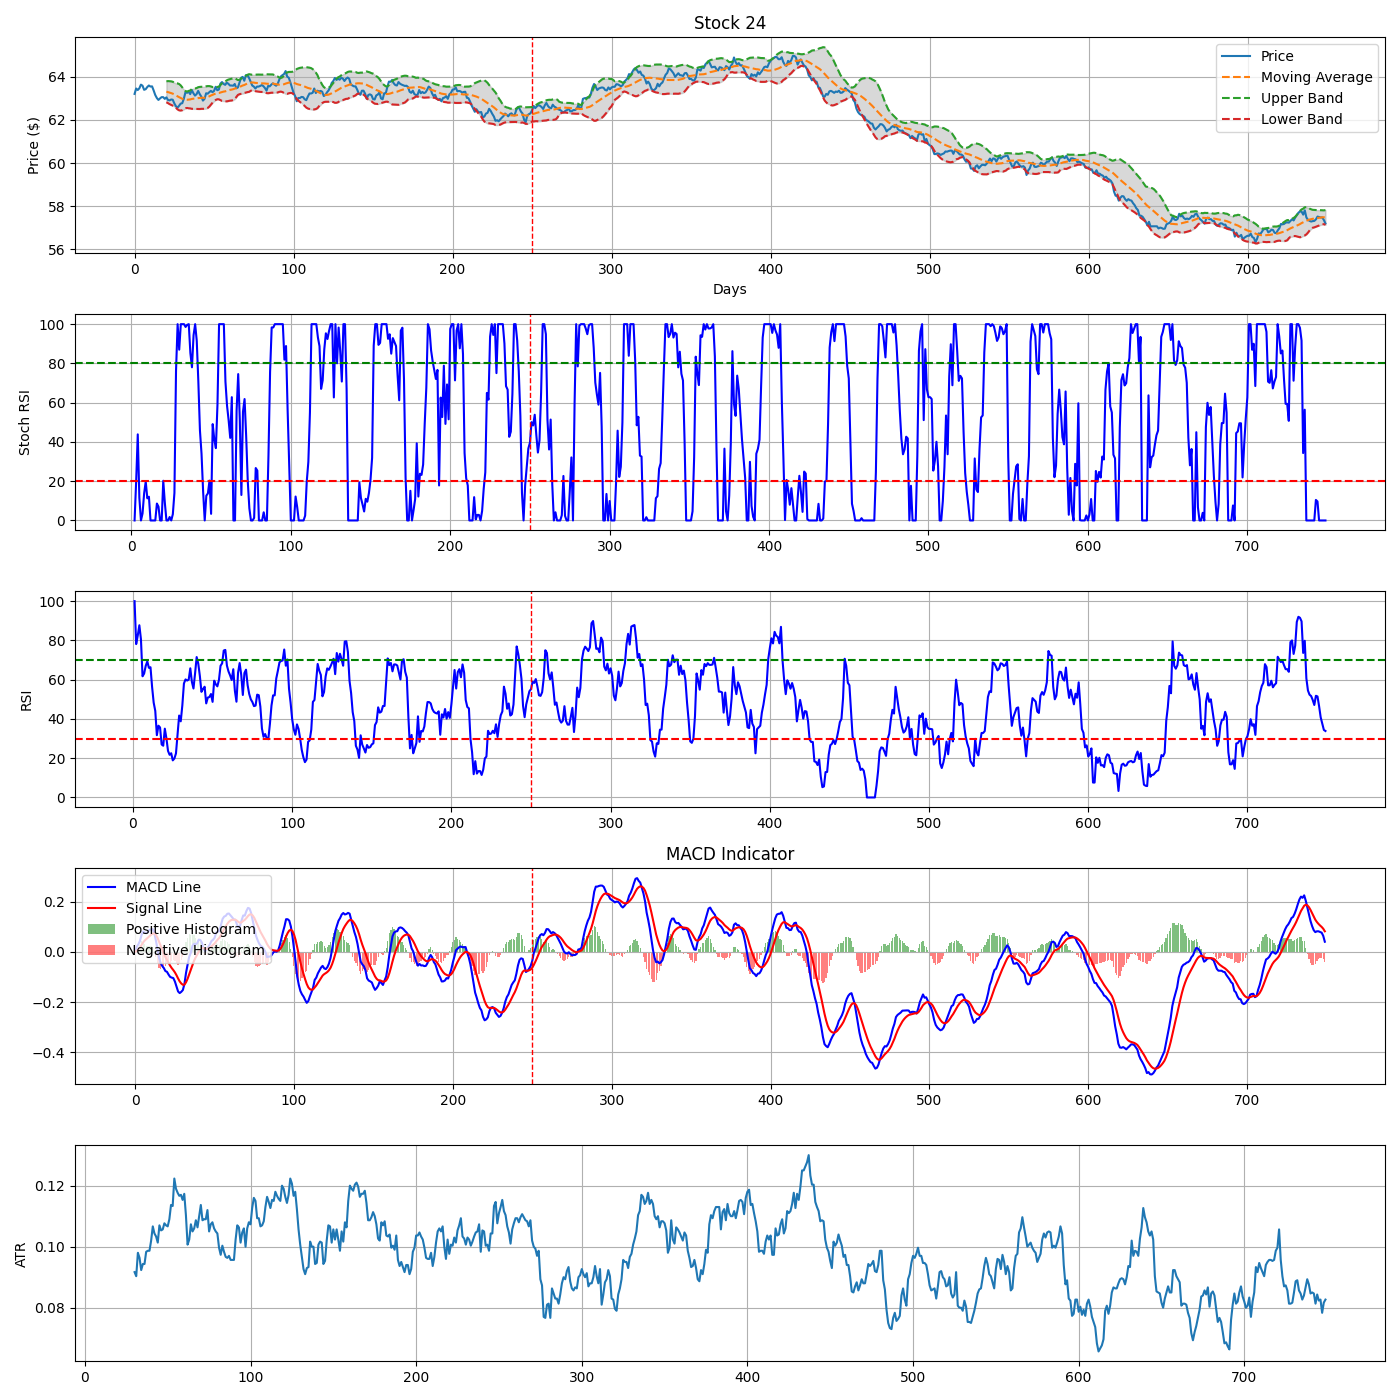 Stock 24
Price ($)
64
62
60
58
56
Price
Moving Average
Upper Band
Lower Band
0 100 200 300 400 500 600 700
Days
Stoch RSI
100
80
60
40
20
0
0 100 200 300 400 500 600 700
RSI
100
80
60
40
20
0
0 100 200 300 400 500 600 700
MACD Indicator
0.2
0.0
−0.2
−0.4
MACD Line
Signal Line
Positive Histogram
Negative Histogram
0 100 200 300 400 500 600 700
ATR
0.12
0.10
0.08
0 100 200 300 400 500 600 700